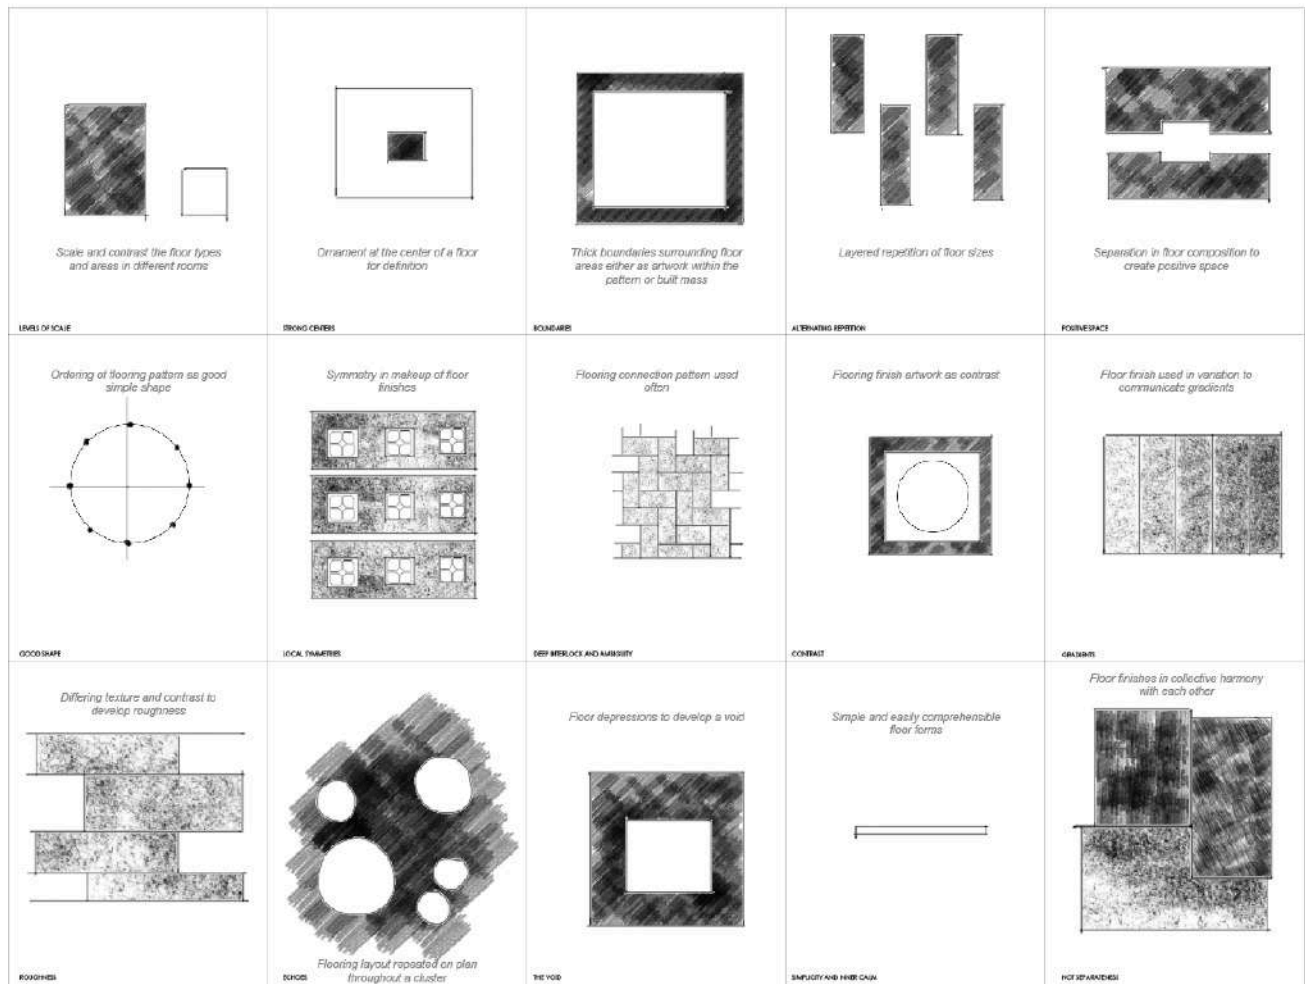 Scale and contrast the floor types
and areas in different rooms
LEVELS OF SCALE
Ornament at the center of a floor
for definition
STRONG CENTERS
Thick boundaries surrounding floor
areas either as artwork within the
pattern or built mass
BOUNDARIES
Layered repetition of floor sizes
ALTERNATING REPETITION
Separation in floor composition to
create positive space
POSITIVE SPACE
Ordering of flooring pattern as good
simple shape
GOOD SHAPE
Symmetry in makeup of floor
finishes
LOCAL SYMMETRIES
Flooring connection pattern used
often
DEEP INTERLOCK AND AMBIGUITY
Flooring finish artwork as contrast
CONTRAST
Floor finish used in variation to
communicate gradients
GRADIENTS
Differing texture and contrast to
develop roughness
ROUGHNESS
Flooring layout repeated on plan
throughout a cluster
ECHOES
Floor depressions to develop a void
THE VOID
Simple and easily comprehensible
floor forms
SIMPLICITY AND INNER CALM
Floor finishes in collective harmony
with each other
NOT SEPARATENESS